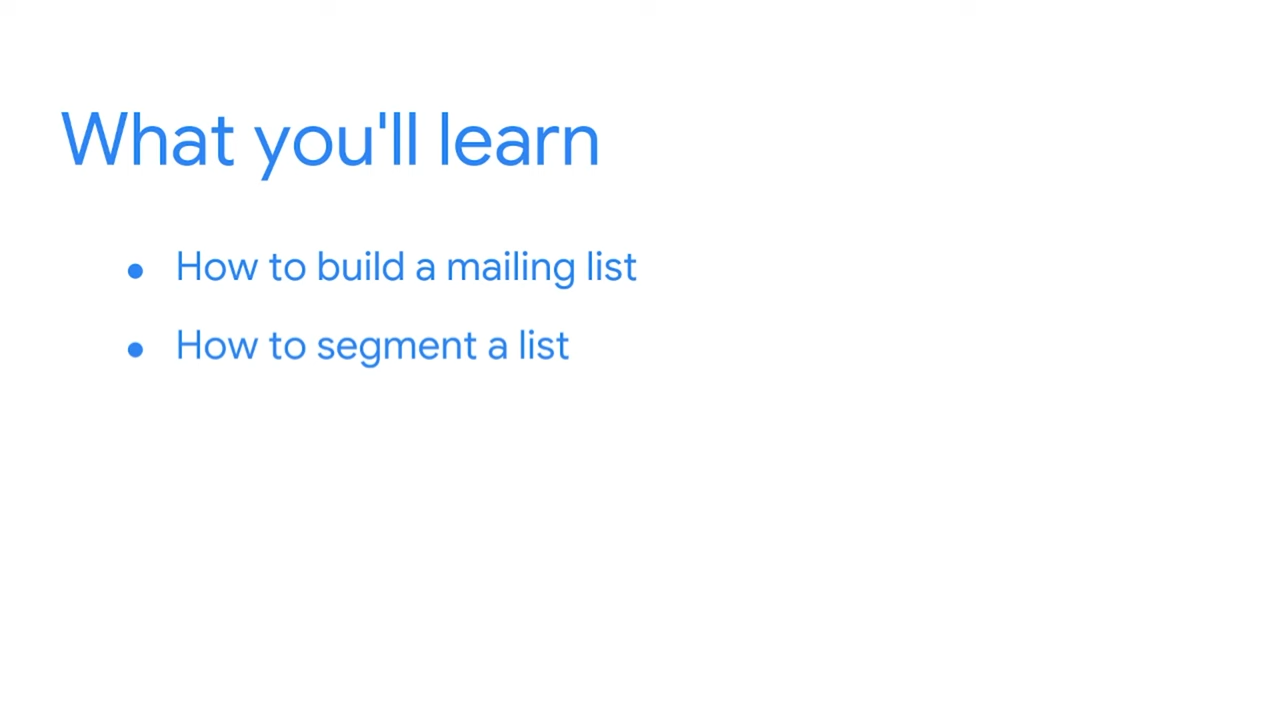 What you'll learn
• How to build a mailing list
• How to segment a list